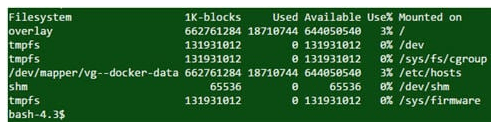 Filesystem 1K-blocks Used Available Use% Mounted on
overlay 662761284 18710744 644050540 3% /
tmpfs 131931012 0 131931012 0% /dev
tmpfs 131931012 0 131931012 0% /sys/fs/cgroup
/dev/mapper/vg--docker-data 662761284 18710744 644050540 3% /etc/hosts
shm 65536 0 65536 0% /dev/shm
tmpfs 131931012 0 131931012 0% /sys/firmware
bash-4.3$